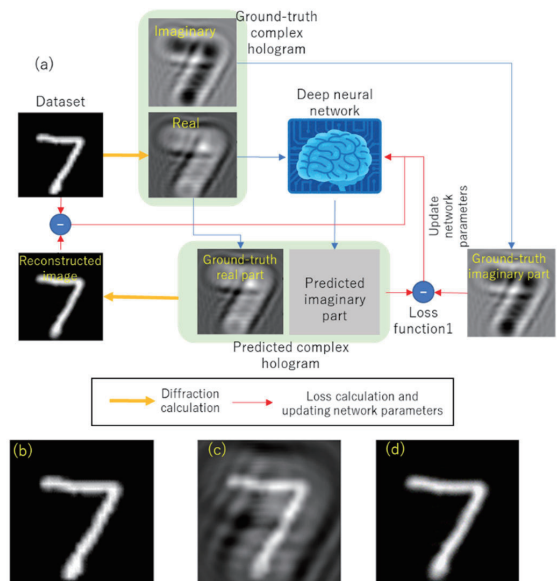 Imaginary
Ground-truth
complex
hologram
(a)
Dataset
Real
Deep neural
network
Update
network
parameters
Reconstructed
image
Ground-truth
real part
Predicted
imaginary
part
Ground-truth
imaginary part
Loss
function1
Predicted complex
hologram
Diffraction
calculation
Loss calculation and
updating network parameters
(b)
(c)
(d)